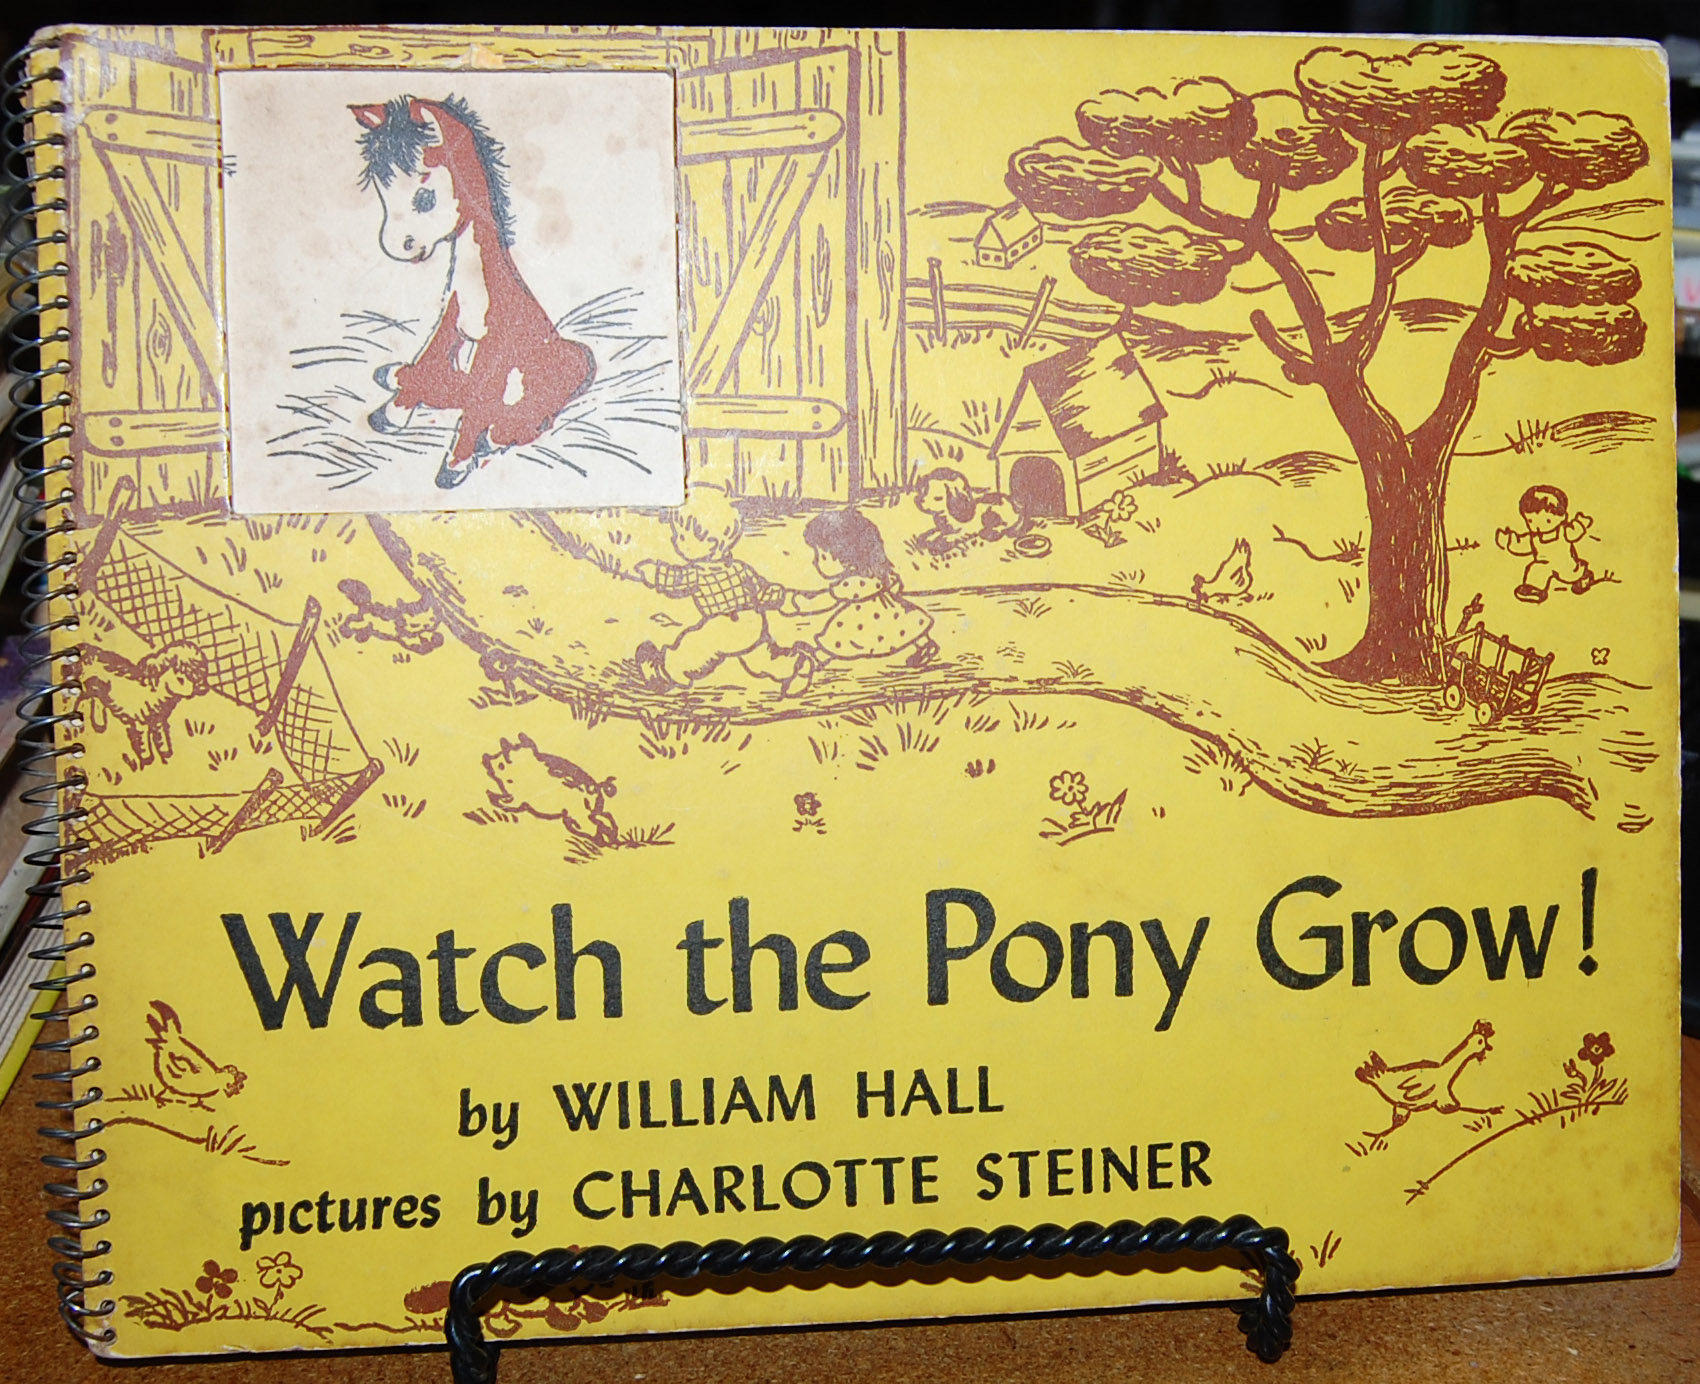 Watch the Pony Grow!
by WILLIAM HALL
pictures by CHARLOTTE STEINER